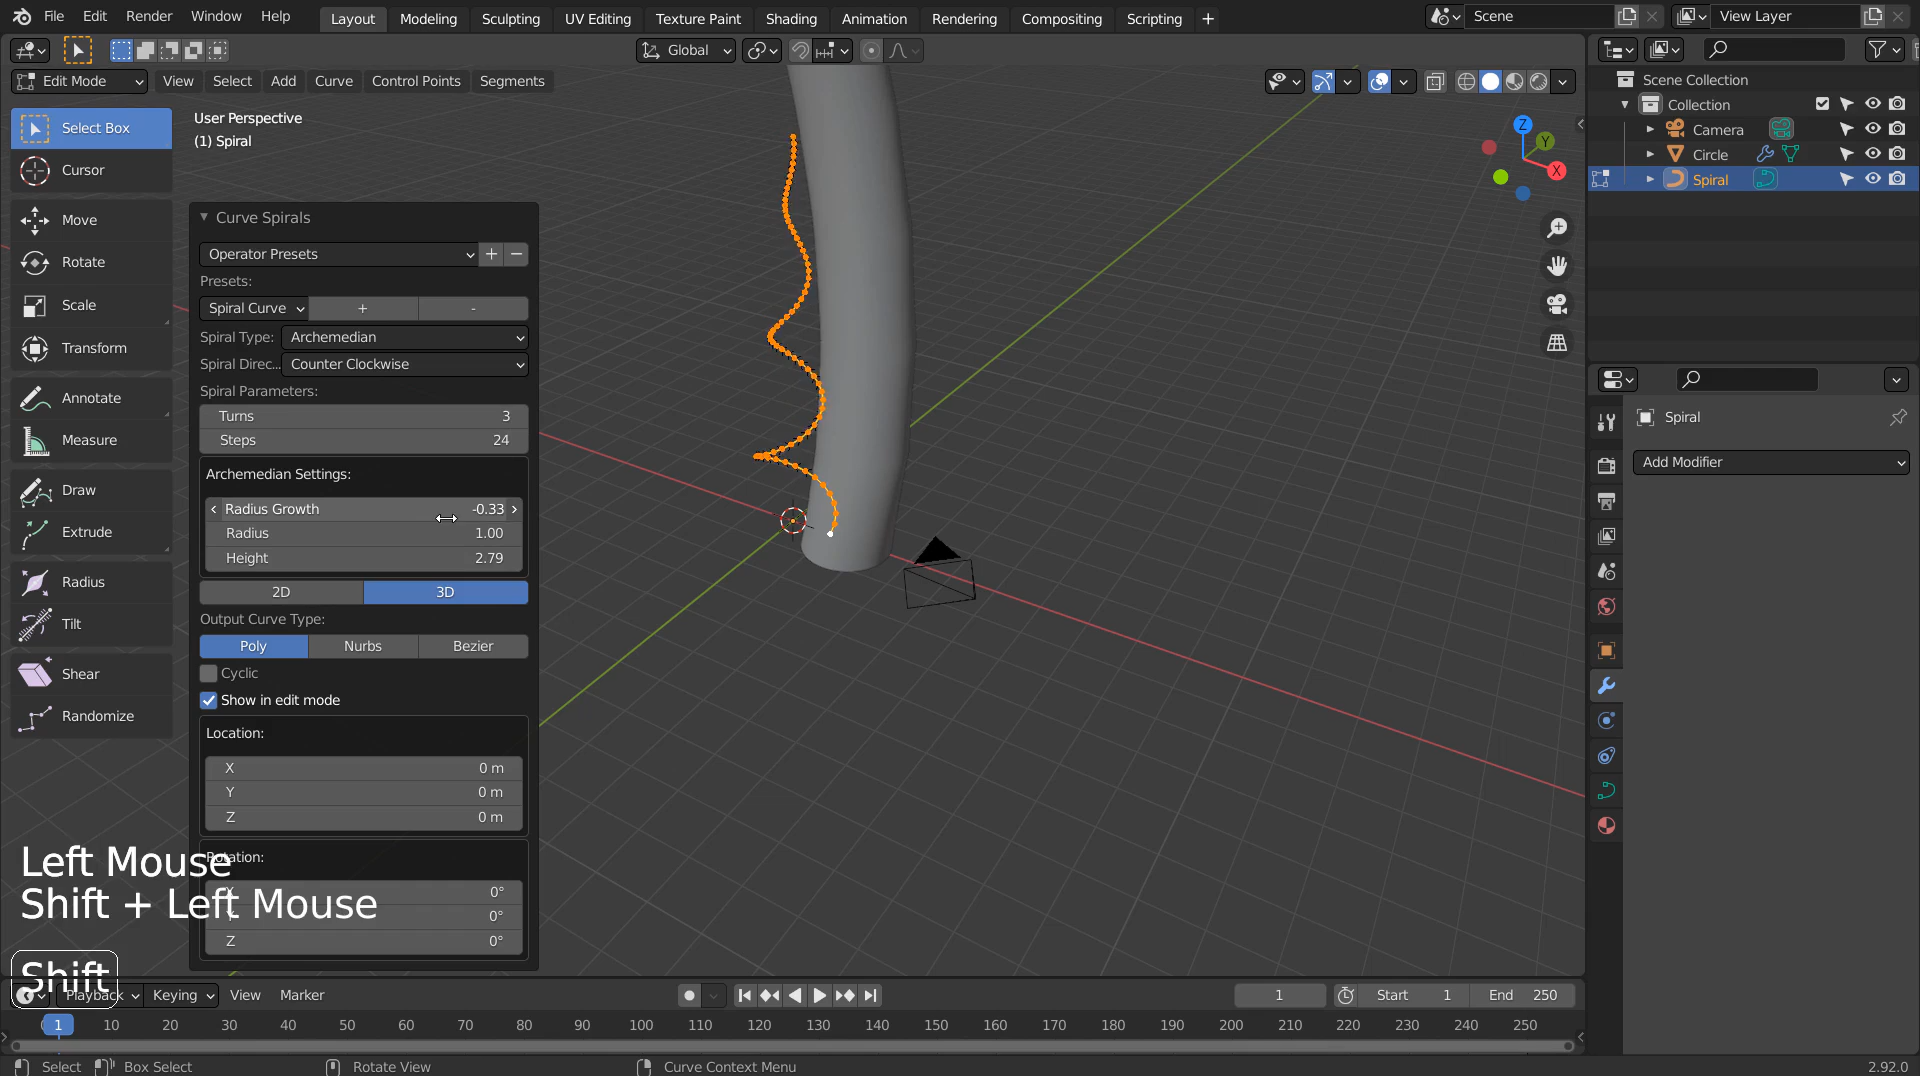 File Edit Render Window Help Layout Modeling Sculpting UV Editing Texture Paint Shading Animation Rendering Compositing Scripting + Scene View Layer
Global
Edit Mode View Select Add Curve Control Points Segments
Select Box
Cursor
Move
Rotate
Scale
Transform
Annotate
Measure
Draw
Extrude
Radius
Tilt
Shear
Randomize
User Perspective
(1) Spiral
Curve Spirals
Operator Presets + −
Presets:
Spiral Curve + -
Spiral Type: Archemedian
Spiral Direc... Counter Clockwise
Spiral Parameters:
Turns 3
Steps 24
Archemedian Settings:
Radius Growth -0.33
Radius 1.00
Height 2.79
2D 3D
Output Curve Type:
Poly Nurbs Bezier
Cyclic
Show in edit mode
Location:
X 0 m
Y 0 m
Z 0 m
Rotation:
X 0°
Y 0°
Z 0°
Left Mouse
Shift + Left Mouse
Shift
Z
Y
X
Scene Collection
Collection
Camera
Circle
Spiral
Spiral
Add Modifier
Playback Keying View Marker 1 Start 1 End 250
0 1 10 20 30 40 50 60 70 80 90 100 110 120 130 140 150 160 170 180 190 200 210 220 230 240 250
Select Box Select Rotate View Curve Context Menu 2.92.0